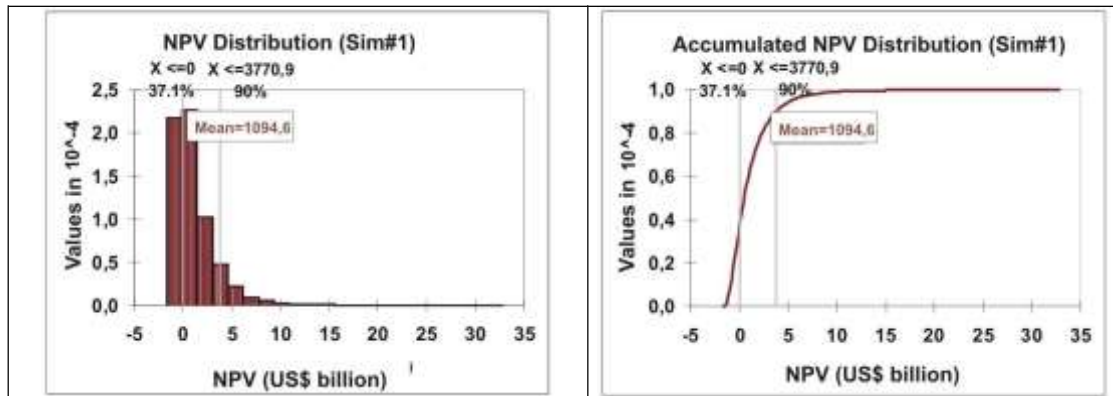 NPV Distribution (Sim#1)
X <=0 X <=3770,9
37.1% 90%
2,5
Mean=1094,6
2,0
1,5
1,0
0,5
0,0
Values in 10^-4
-5 0 5 10 15 20 25 30 35
NPV (US$ billion)
Accumulated NPV Distribution (Sim#1)
X <=0 X <=3770,9
37.1% 90%
1,0
Mean=1094,6
0,8
0,6
0,4
0,2
0,0
Values in 10^-4
-5 0 5 10 15 20 25 30 35
NPV (US$ billion)